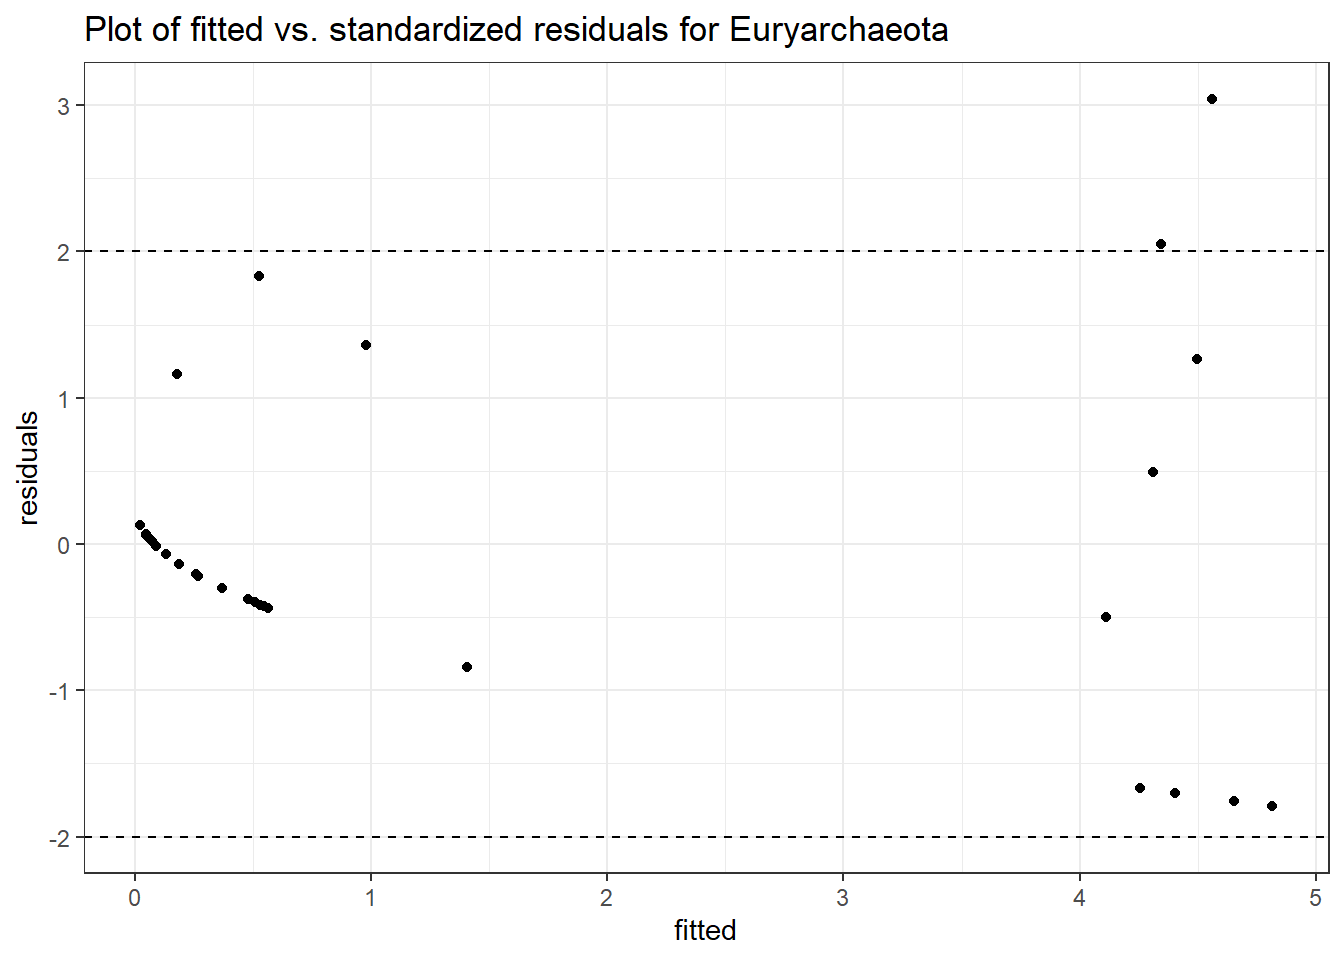 Plot of fitted vs. standardized residuals for Euryarchaeota
3
2
1
0
-1
-2
residuals
0 1 2 3 4 5
fitted